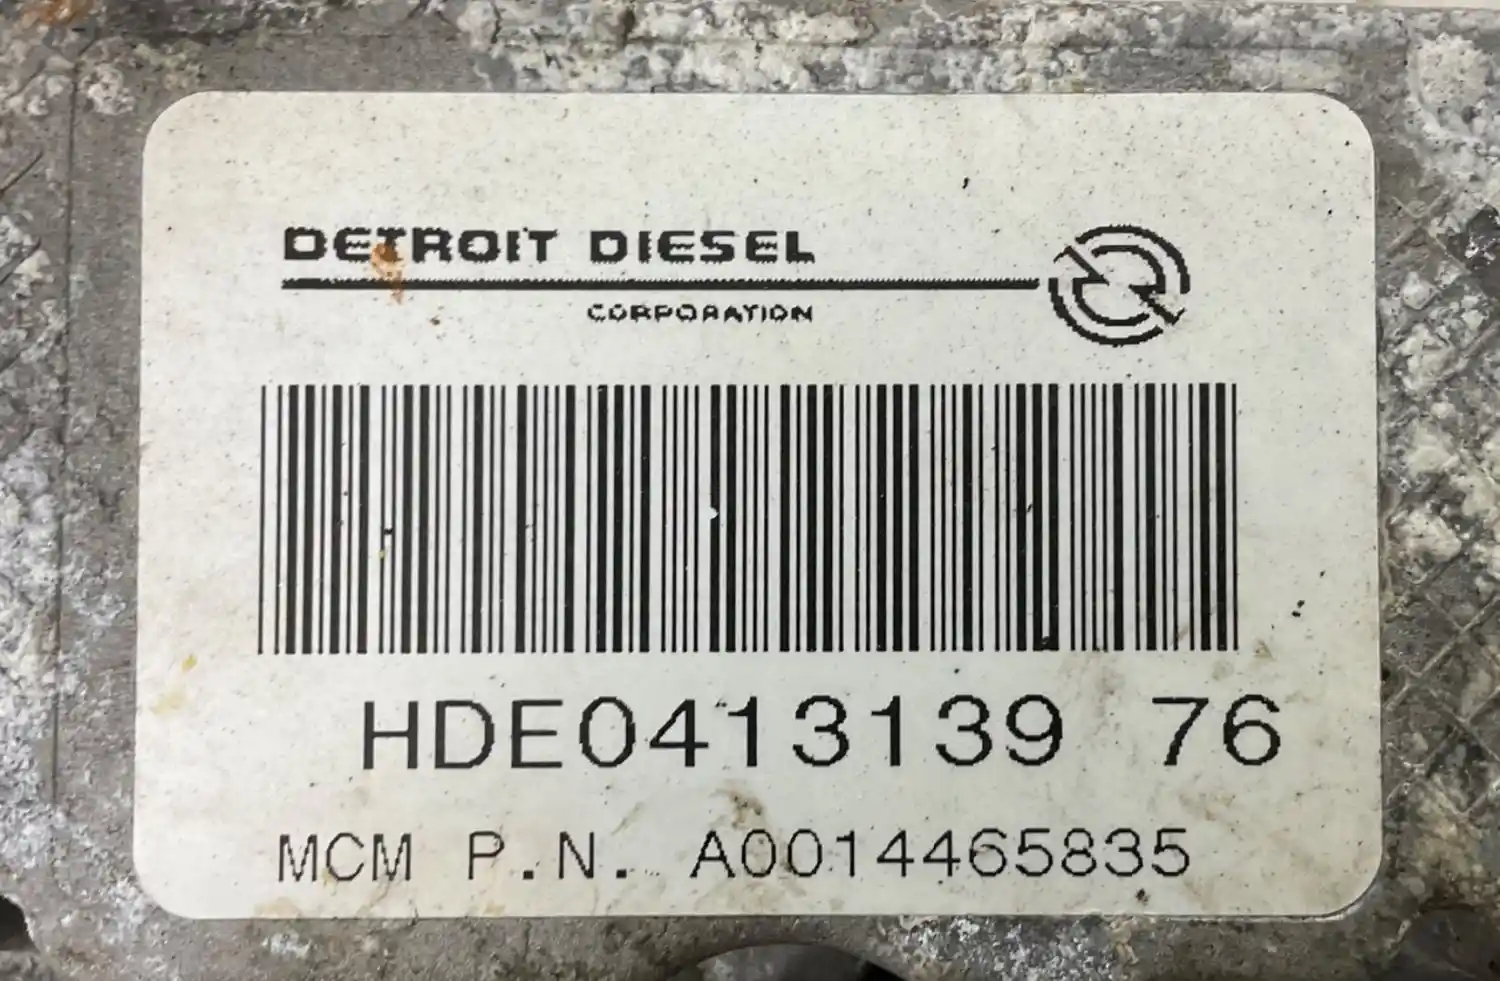 DETROIT DIESEL
CORPORATION
HDE0413139 76
MCM P.N. A0014465835